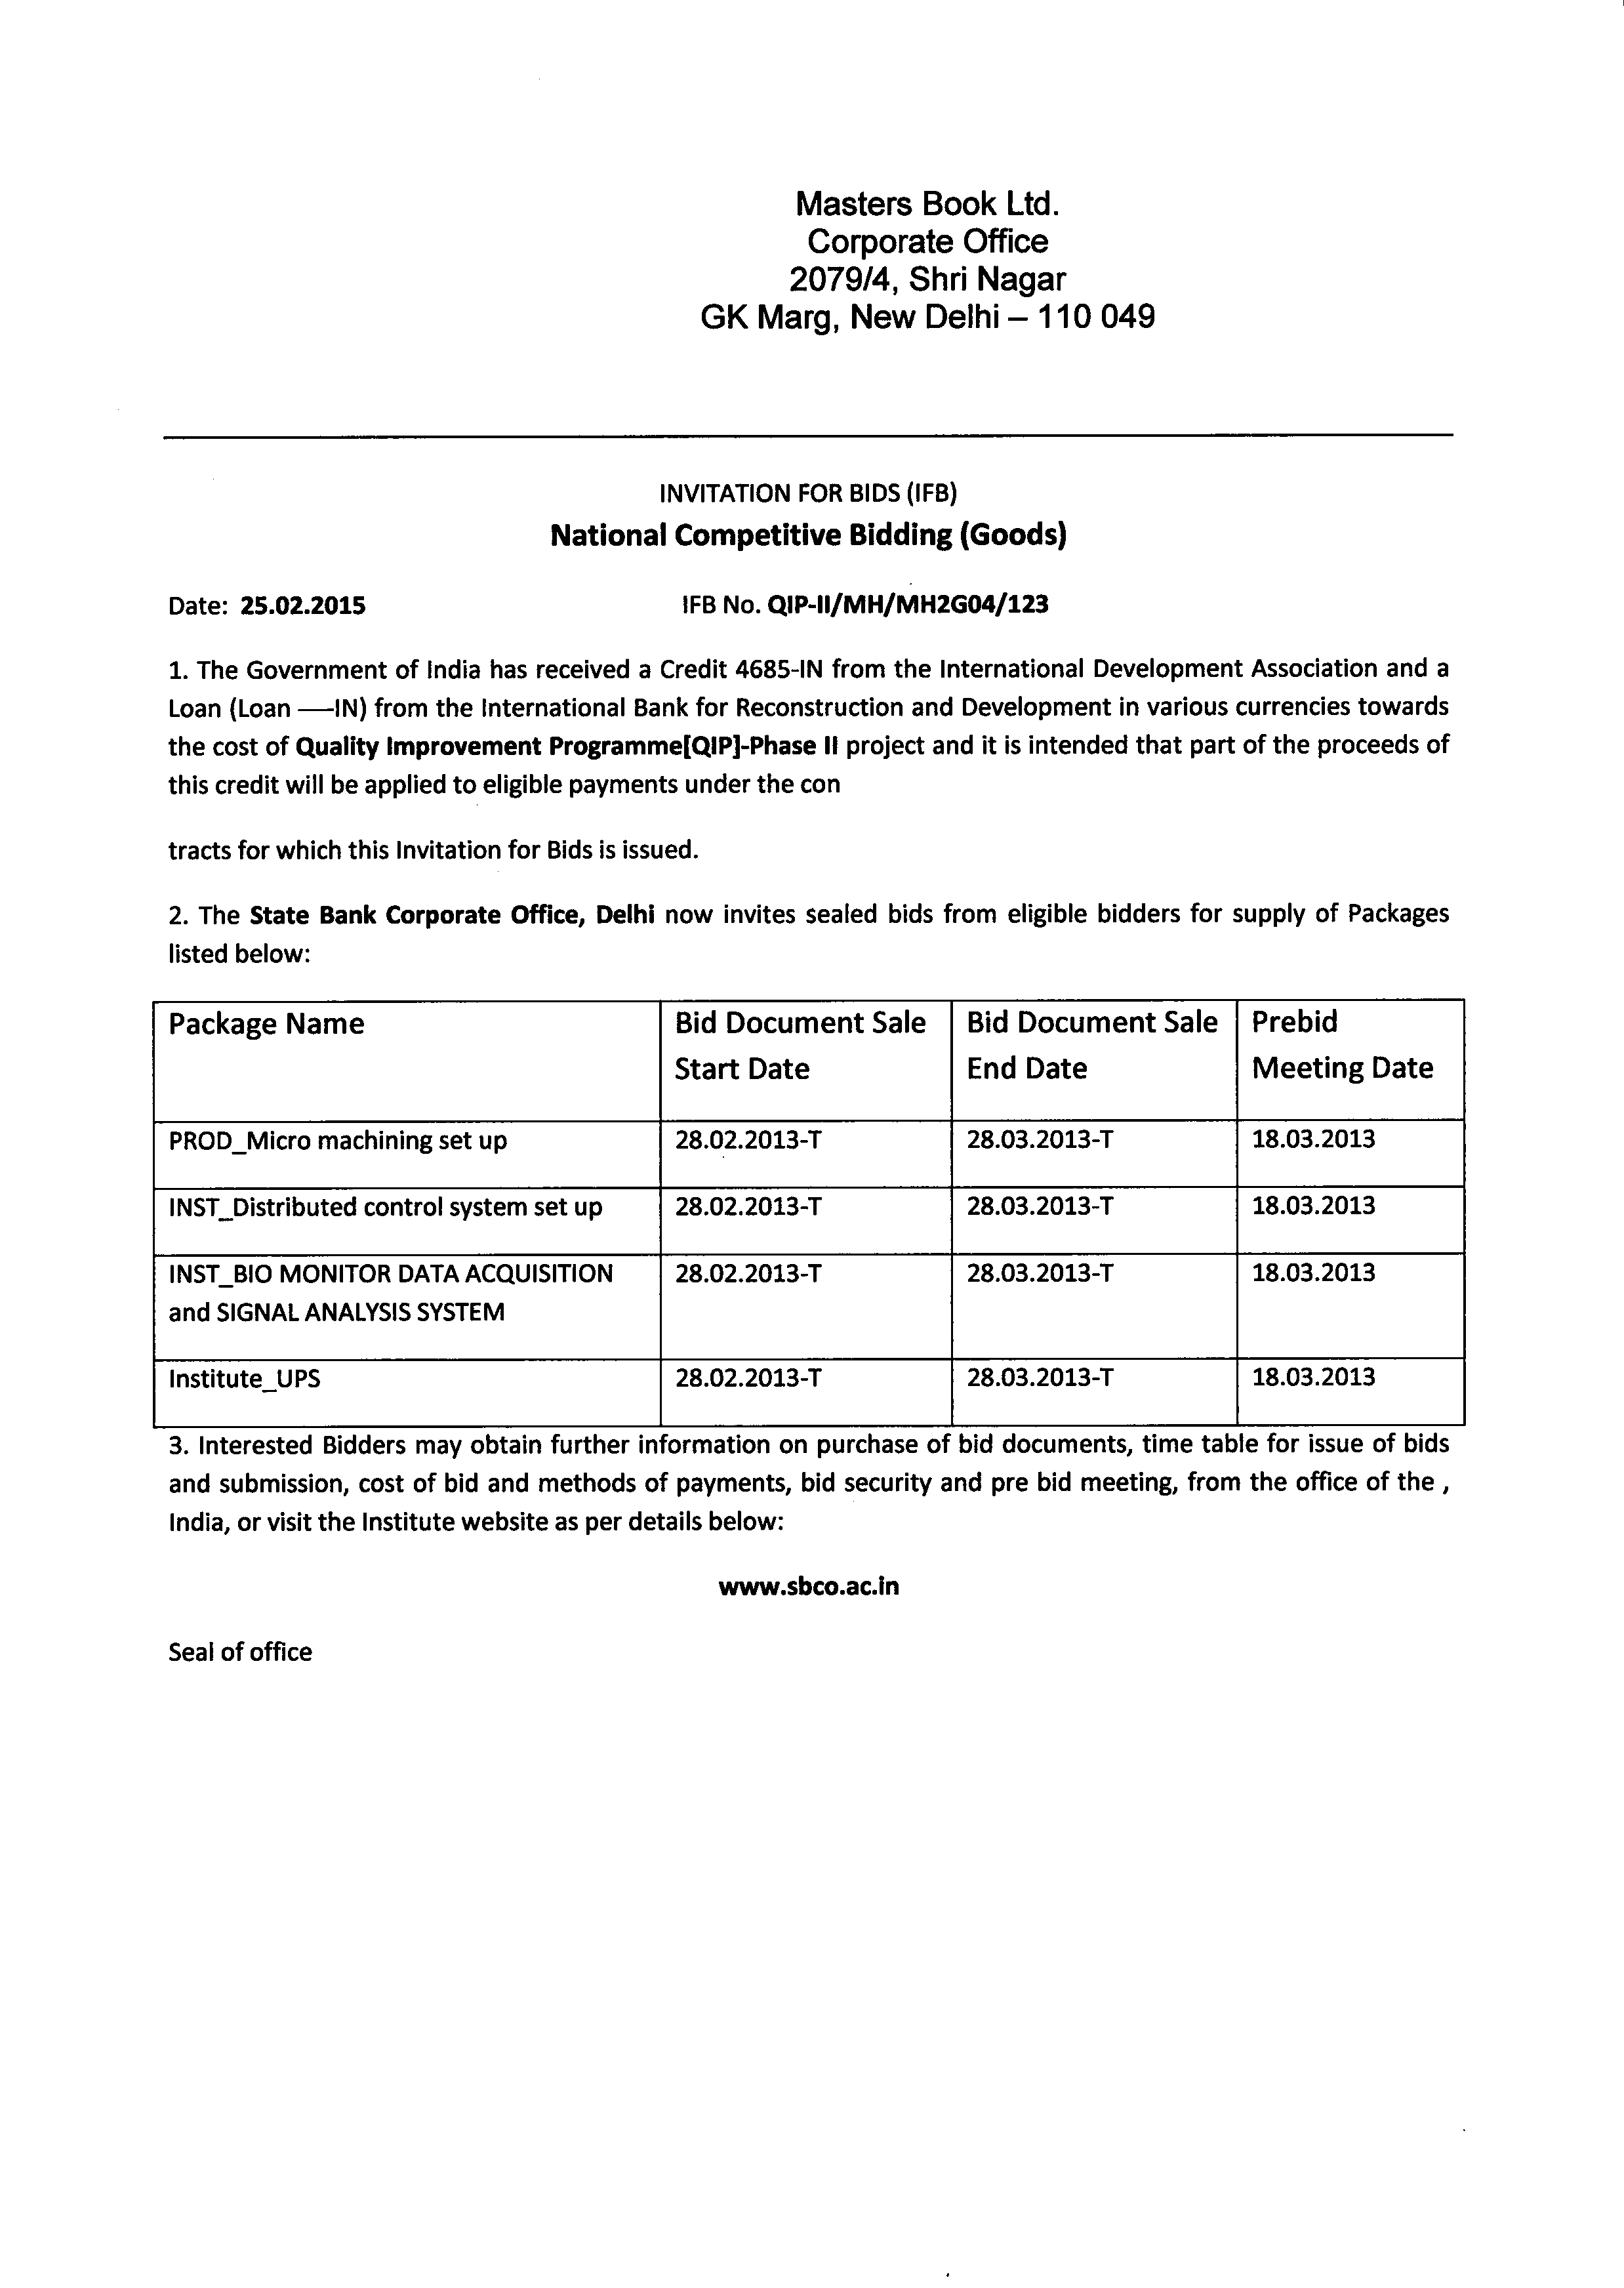 Masters Book Ltd.
Corporate Office
2079/4, Shri Nagar
GK Marg, New Delhi – 110 049
INVITATION FOR BIDS (IFB)
National Competitive Bidding (Goods)
Date: 25.02.2015 IFB No. QIP-II/MH/MH2G04/123
1. The Government of India has received a Credit 4685-IN from the International Development Association and a
Loan (Loan —–IN) from the International Bank for Reconstruction and Development in various currencies towards
the cost of Quality Improvement Programme[QIP]-Phase II project and it is intended that part of the proceeds of
this credit will be applied to eligible payments under the con
tracts for which this Invitation for Bids is issued.
2. The State Bank Corporate Office, Delhi now invites sealed bids from eligible bidders for supply of Packages
listed below:
Package Name Bid Document Sale Bid Document Sale Prebid
Start Date End Date Meeting Date
PROD_Micro machining set up 28.02.2013-T 28.03.2013-T 18.03.2013
INST_Distributed control system set up 28.02.2013-T 28.03.2013-T 18.03.2013
INST_BIO MONITOR DATA ACQUISITION 28.02.2013-T 28.03.2013-T 18.03.2013
and SIGNAL ANALYSIS SYSTEM
Institute_UPS 28.02.2013-T 28.03.2013-T 18.03.2013
3. Interested Bidders may obtain further information on purchase of bid documents, time table for issue of bids
and submission, cost of bid and methods of payments, bid security and pre bid meeting, from the office of the ,
India, or visit the Institute website as per details below:
www.sbco.ac.in
Seal of office